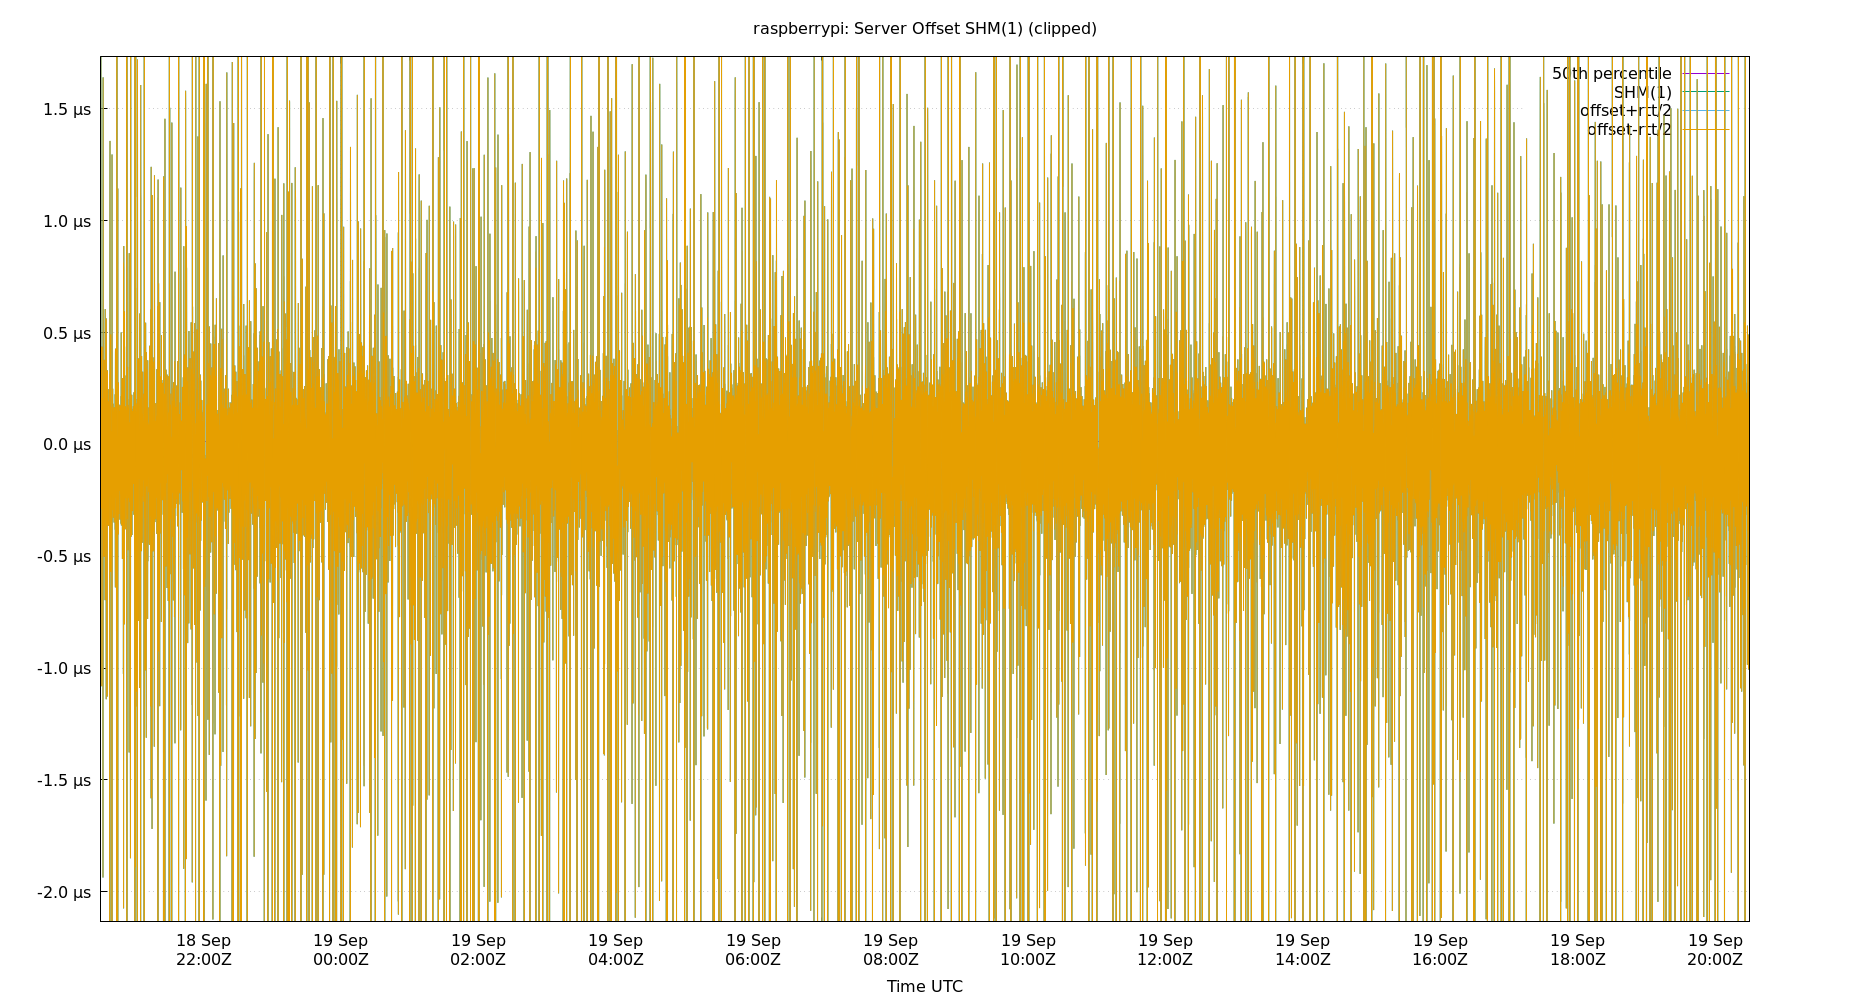 raspberrypi: Server Offset SHM(1) (clipped)
50th percentile
SHM(1)
offset+rtt/2
offset-rtt/2
1.5 µs
1.0 µs
0.5 µs
0.0 µs
-0.5 µs
-1.0 µs
-1.5 µs
-2.0 µs
18 Sep 19 Sep 19 Sep 19 Sep 19 Sep 19 Sep 19 Sep 19 Sep 19 Sep 19 Sep 19 Sep 19 Sep
22:00Z 00:00Z 02:00Z 04:00Z 06:00Z 08:00Z 10:00Z 12:00Z 14:00Z 16:00Z 18:00Z 20:00Z
Time UTC